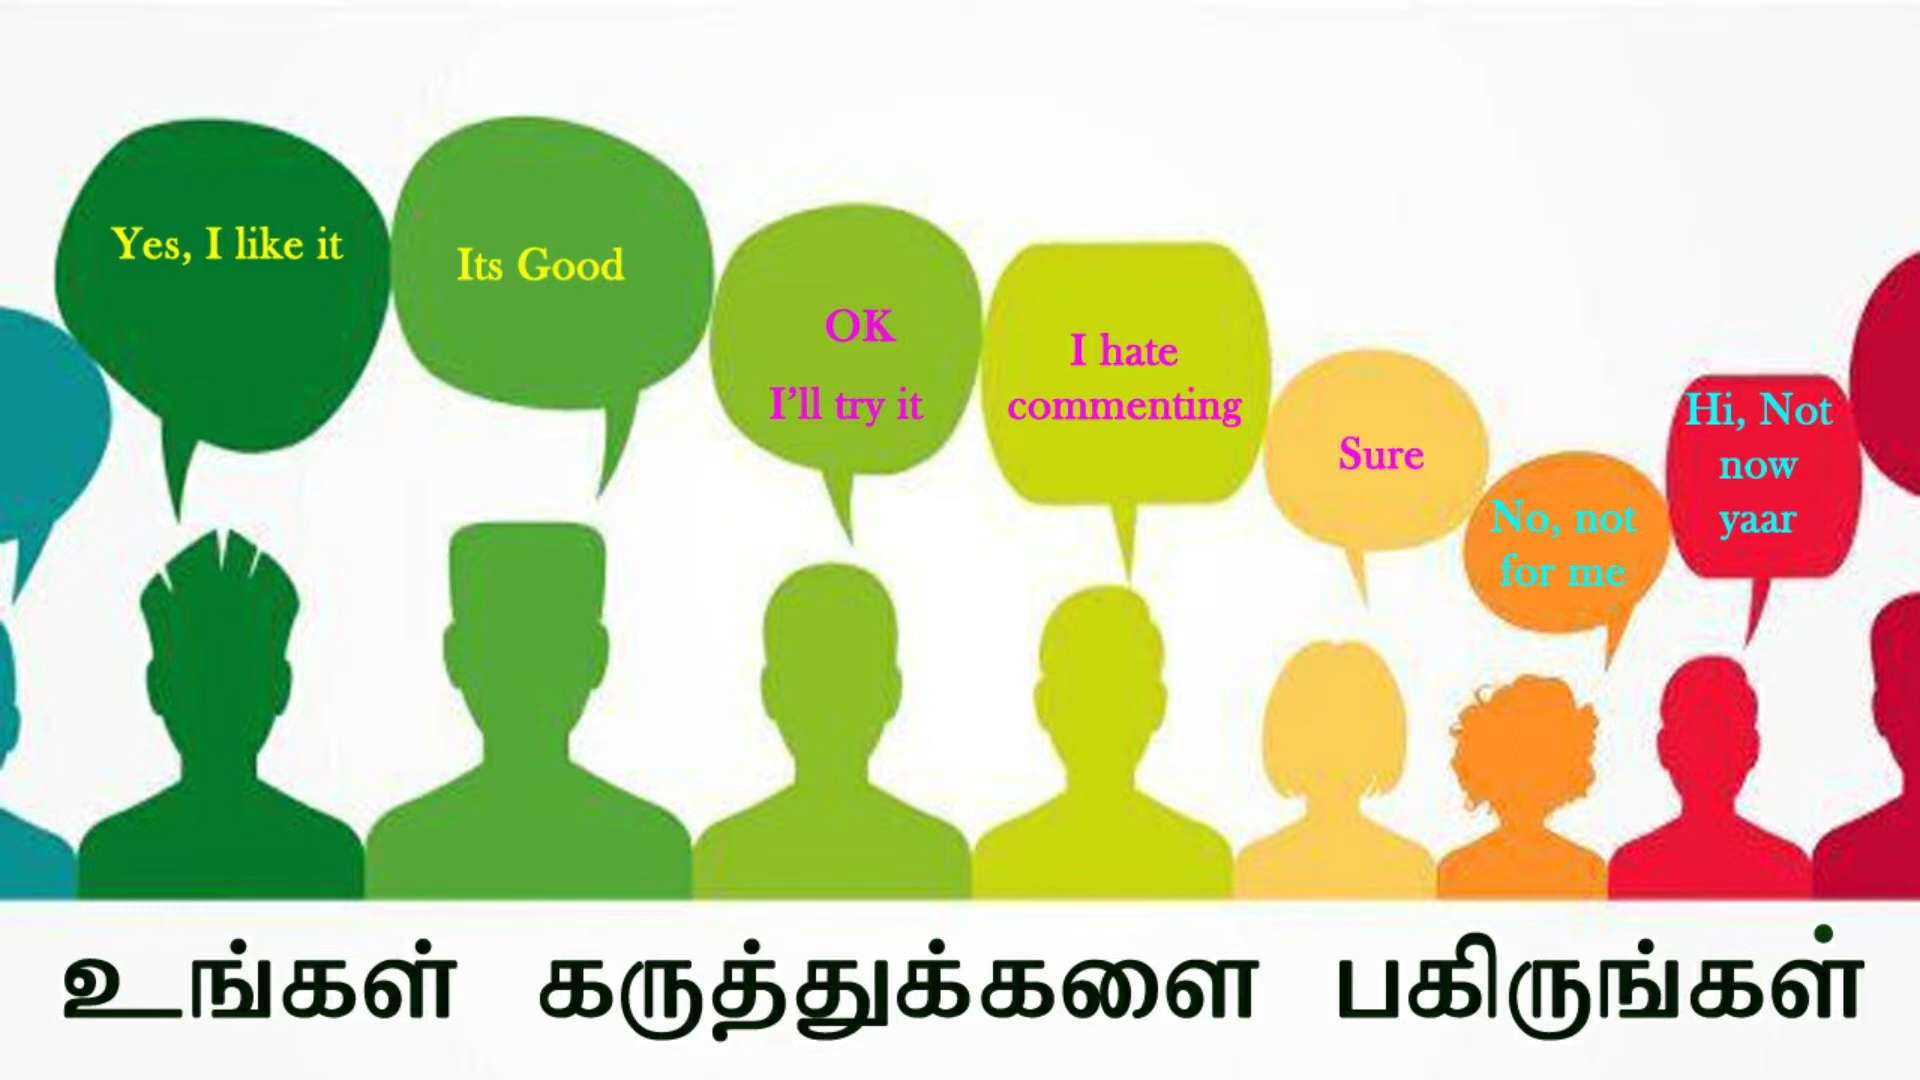 Yes, I like it
Its Good
OK
I'll try it
I hate
commenting
Sure
No, not
for me
Hi, Not
now
yaar
உங்கள் கருத்துக்களை பகிருங்கள்